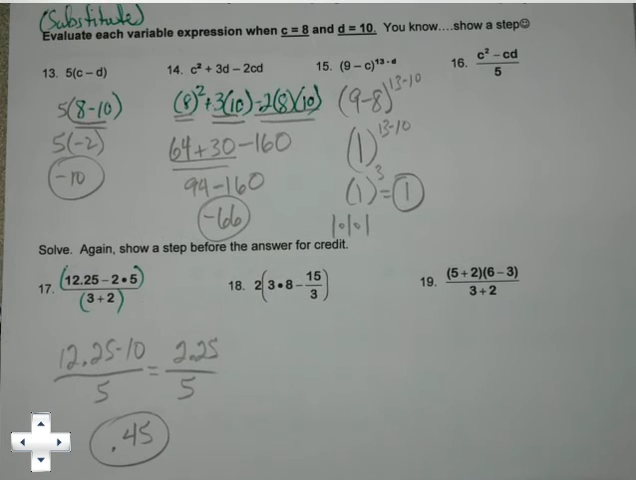 (Substitute)
Evaluate each variable expression when c = 8 and d = 10. You know....show a step☺
13. 5(c – d) 14. c² + 3d – 2cd 15. (9 – c)¹³ ⁻ ᵈ 16. (c² – cd)/5
5(8-10) (8)²+3(10)-2(8)(10) (9-8)¹³⁻¹⁰
5(-2) 64+30-160 (1)¹³⁻¹⁰
-10 94-160 (1)³=1
-66 1•1•1
Solve. Again, show a step before the answer for credit.
17. (12.25 – 2 • 5)/(3 + 2) 18. 2(3 • 8 – 15/3) 19. (5 + 2)(6 – 3)/3 + 2
12.25-10/5 = 2.25/5
.45